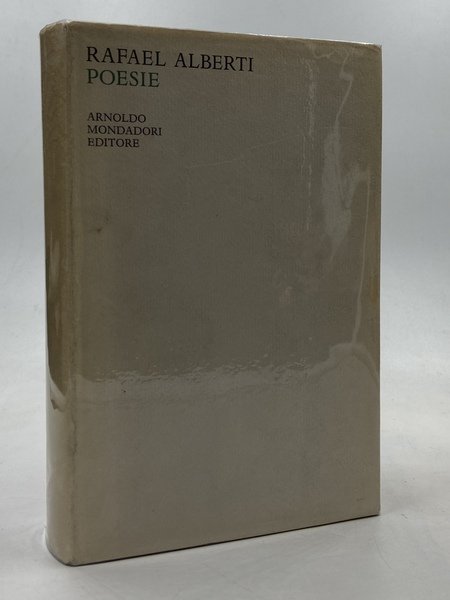 RAFAEL ALBERTI
POESIE
ARNOLDO
MONDADORI
EDITORE